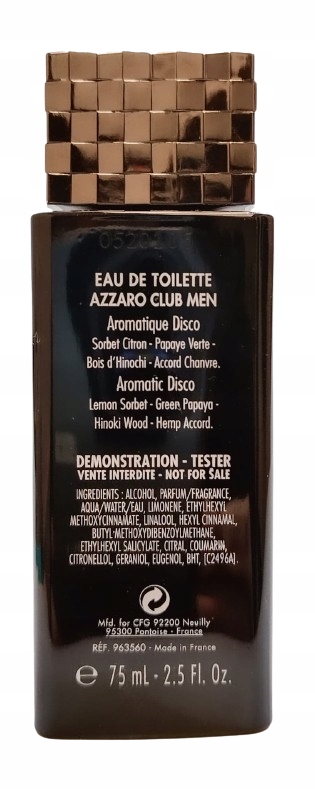 EAU DE TOILETTE
AZZARO CLUB MEN
Aromatique Disco
Sorbet Citron - Papaye Verte -
Bois d'Hinochi - Accord Chanvre.
Aromatic Disco
Lemon Sorbet - Green Papaya -
Hinoki Wood - Hemp Accord.
DEMONSTRATION - TESTER
VENTE INTERDITE - NOT FOR SALE
INGREDIENTS : ALCOHOL, PARFUM/FRAGRANCE,
AQUA/WATER/EAU, LIMONENE, ETHYLHEXYL
METHOXYCINNAMATE, LINALOOL, HEXYL CINNAMAL,
BUTYL-METHOXYDIBENZOYLMETHANE,
ETHYLHEXYL SALICYLATE, CITRAL, COUMARIN,
CITRONELLOL, GERANIOL, EUGENOL, BHT, [C2496A].
Mfd. for CFG 92200 Neuilly
95300 Pontoise - France
RÉF. 963560 - Made in France
℮ 75 mL - 2.5 Fl. Oz.